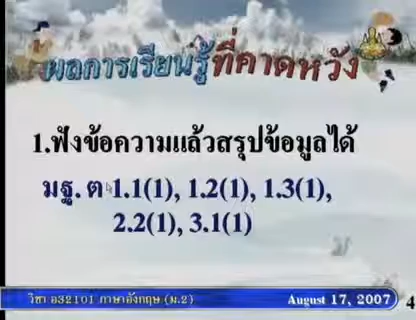 ผลการเรียนรู้ที่คาดหวัง
1.ฟังข้อความแล้วสรุปข้อมูลได้
มฐ. ต 1.1(1), 1.2(1), 1.3(1),
2.2(1), 3.1(1)
วิชา อ32101 ภาษาอังกฤษ (ม.2)
August 17, 2007
4